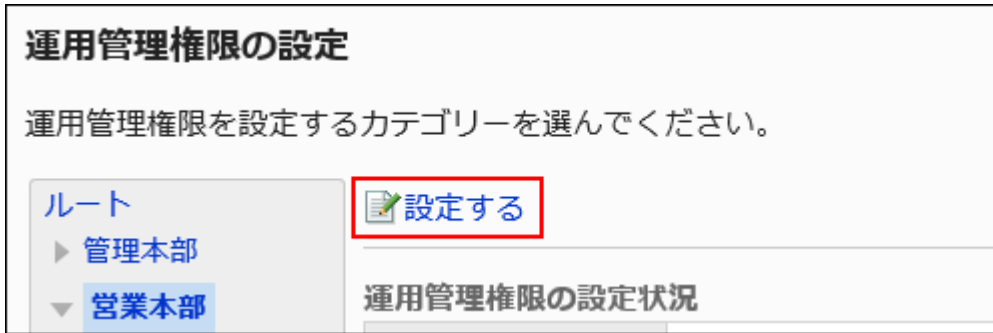 運用管理権限の設定
運用管理権限を設定するカテゴリーを選んでください。
ルート
管理本部
営業本部
設定する
運用管理権限の設定状況